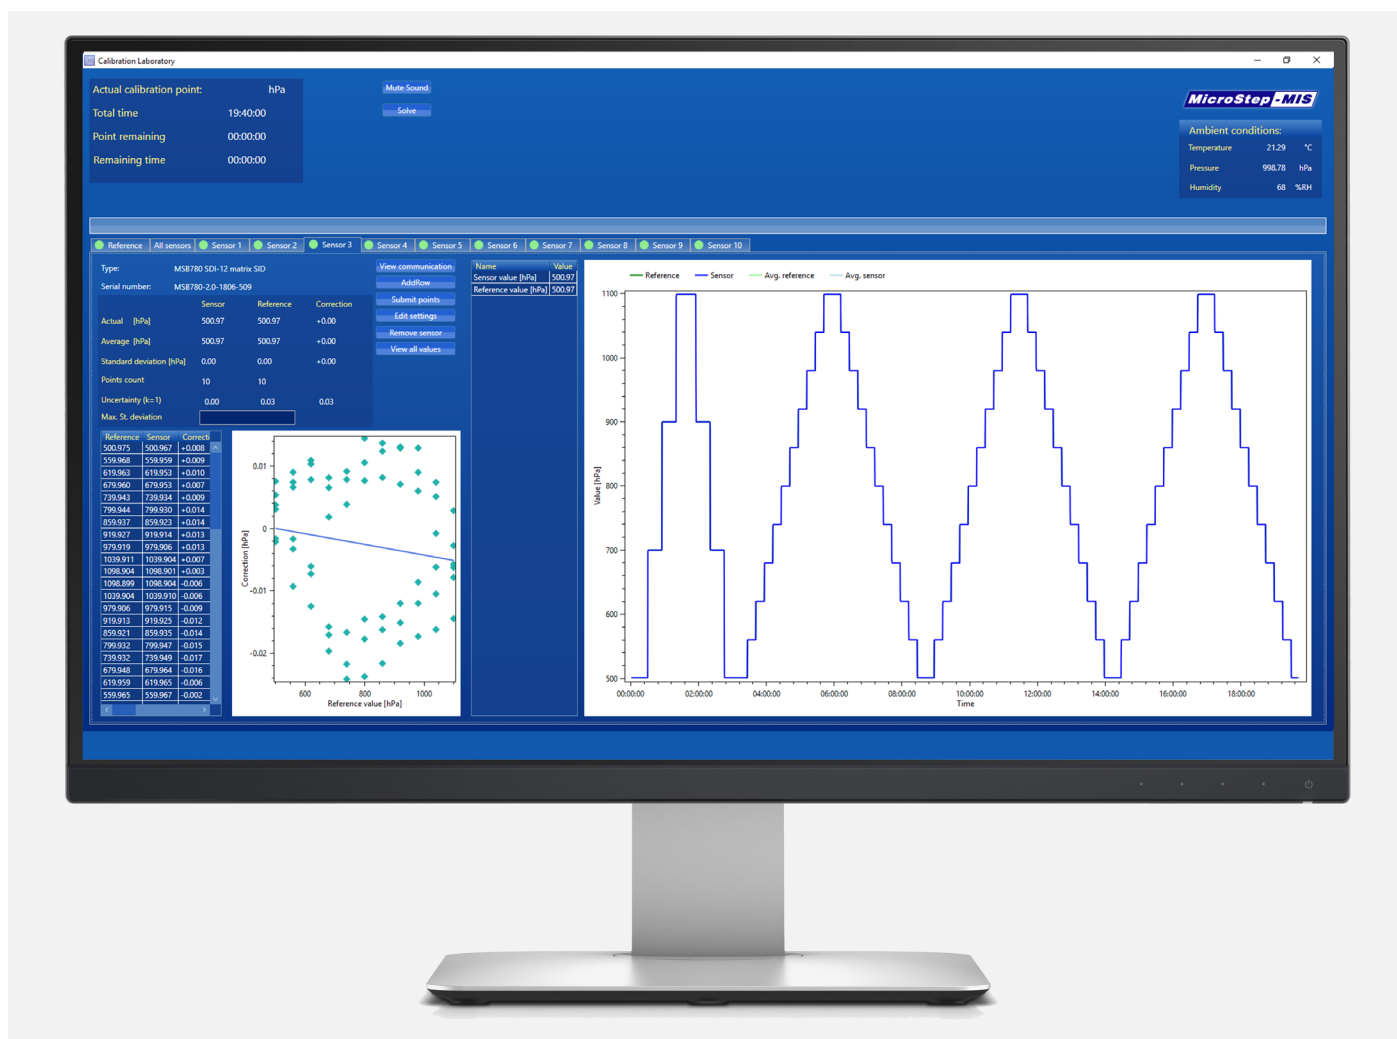 Calibration Laboratory
Actual calibration point: hPa
Total time 19:40:00
Point remaining 00:00:00
Remaining time 00:00:00
Mute Sound
Solve
MicroStep-MIS
Ambient conditions:
Temperature 21.29 °C
Pressure 998.78 hPa
Humidity 68 %RH
Reference All sensors Sensor 1 Sensor 2 Sensor 3 Sensor 4 Sensor 5 Sensor 6 Sensor 7 Sensor 8 Sensor 9 Sensor 10
Type: MSB780 SDI-12 matrix SID
Serial number: MSB780-2.0-1806-509
Sensor Reference Correction
Actual [hPa] 500.97 500.97 +0.00
Average [hPa] 500.97 500.97 +0.00
Standard deviation [hPa] 0.00 0.00 +0.00
Points count 10 10
Uncertainty (k=1) 0.00 0.03 0.03
Max. St. deviation
View communication
AddRow
Submit points
Edit settings
Remove sensor
View all values
Name Value
Sensor value [hPa] 500.97
Reference value [hPa] 500.97
Reference Sensor Correcti
500.975 500.967 +0.008
559.968 559.959 +0.009
619.963 619.953 +0.010
679.960 679.953 +0.007
739.943 739.934 +0.009
799.944 799.930 +0.014
859.937 859.923 +0.014
919.927 919.914 +0.013
979.919 979.906 +0.013
1039.911 1039.904 +0.007
1098.904 1098.901 +0.003
1098.899 1098.904 -0.006
1039.904 1039.910 -0.006
979.906 979.915 -0.009
919.913 919.925 -0.012
859.921 859.935 -0.014
799.932 799.947 -0.015
739.932 739.949 -0.017
679.948 679.964 -0.016
619.959 619.965 -0.006
559.965 559.967 -0.002
0.01
0
-0.01
-0.02
Correction [hPa]
600 800 1000
Reference value [hPa]
Reference Sensor Avg. reference Avg. sensor
1100
1000
900
800
700
600
500
Value [hPa]
00:00:00 02:00:00 04:00:00 06:00:00 08:00:00 10:00:00 12:00:00 14:00:00 16:00:00 18:00:00
Time